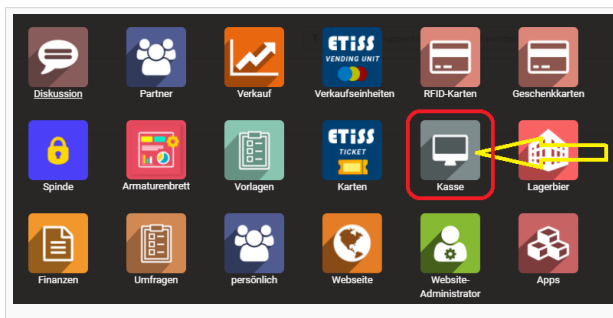 ETISS
VENDING UNIT
Diskussion
Partner
Verkauf
Verkaufseinheiten
RFID-Karten
Geschenkkarten
ETISS
TICKET
Spinde
Armaturenbrett
Vorlagen
Karten
Kasse
Lagerbier
Finanzen
Umfragen
persönlich
Webseite
Website-
Administrator
Apps